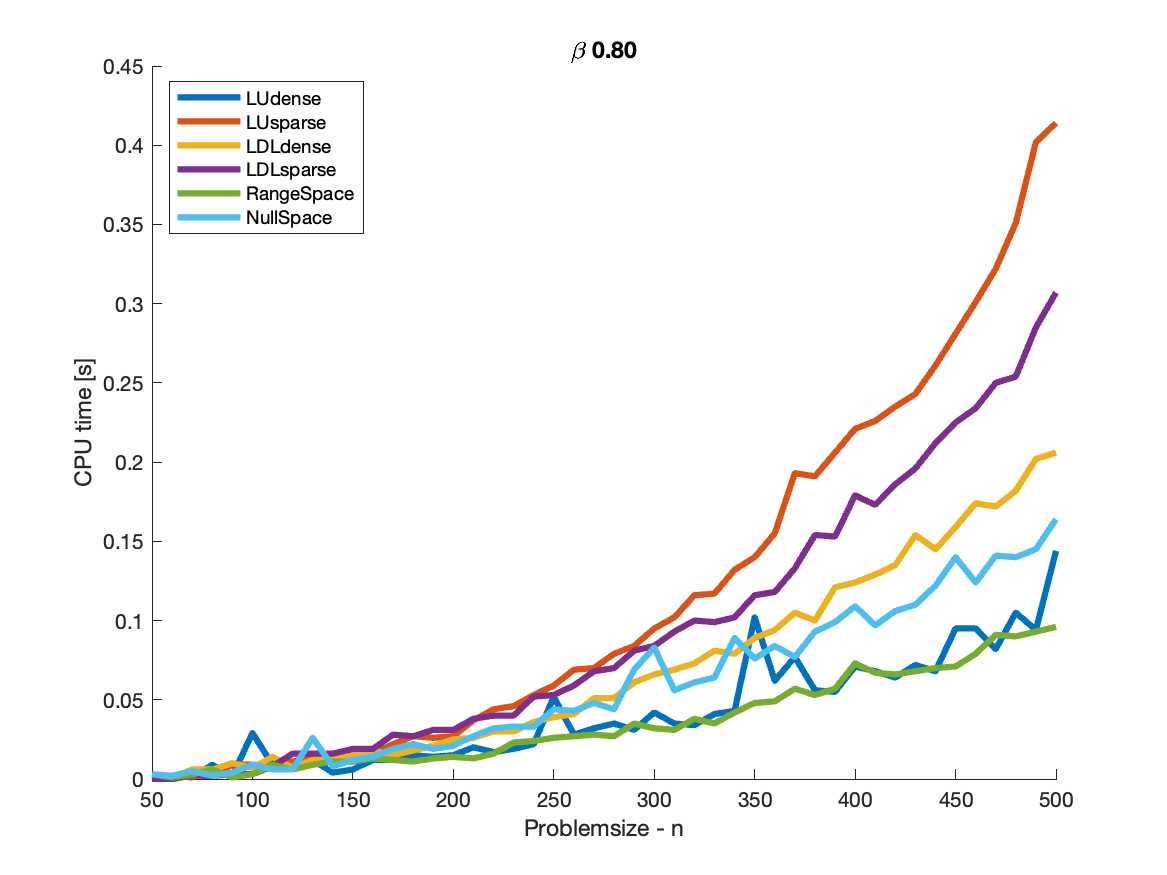 β 0.80
0.45
0.4
0.35
0.3
0.25
0.2
0.15
0.1
0.05
0
CPU time [s]
LUdense
LUsparse
LDLdense
LDLsparse
RangeSpace
NullSpace
50 100 150 200 250 300 350 400 450 500
Problemsize - n